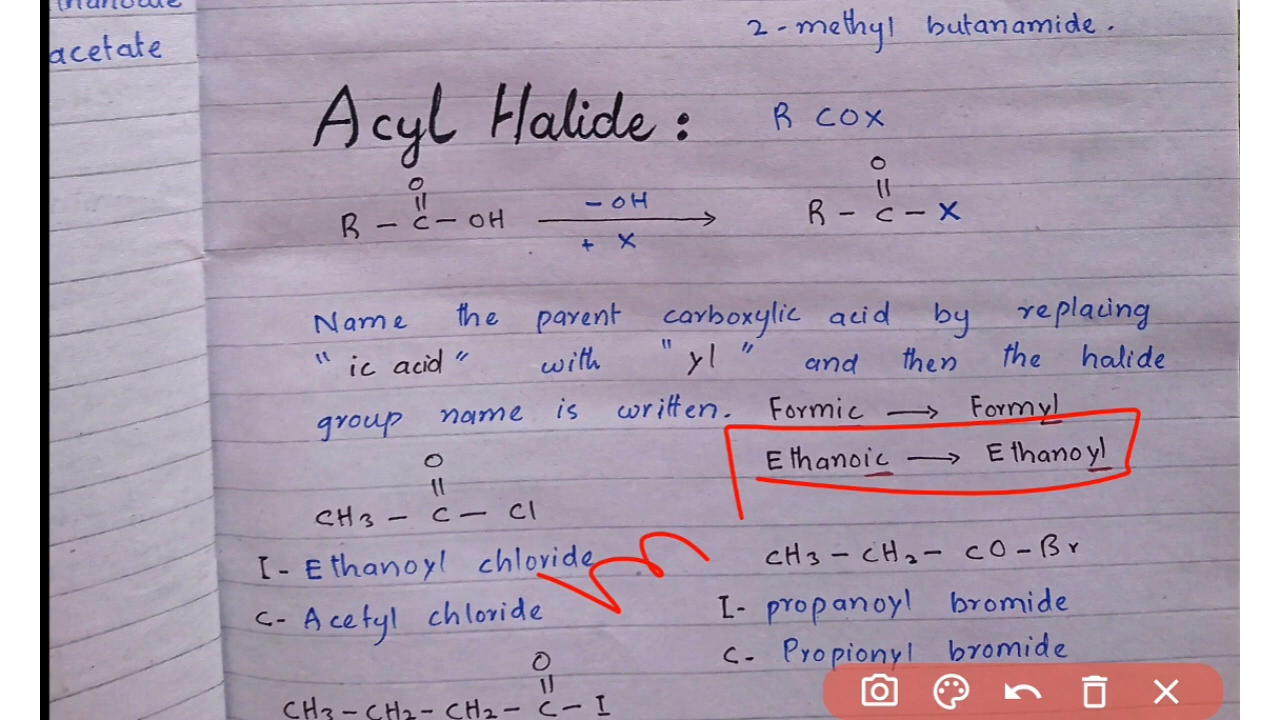 acetate
2-methyl butanamide.
Acyl Halide: R COX
O
||
R - C - OH
- OH
+ X
O
||
R - C - X
Name the parent carboxylic acid by replacing
"ic acid" with "yl" and then the halide
group name is written. Formic → Formyl
Ethanoic → Ethanoyl
O
||
CH3 - C - Cl
I- Ethanoyl chloride
C- Acetyl chloride
CH3 - CH2 - CO - Br
I- propanoyl bromide
C- Propionyl bromide
O
||
CH3 - CH2 - CH2 - C - I